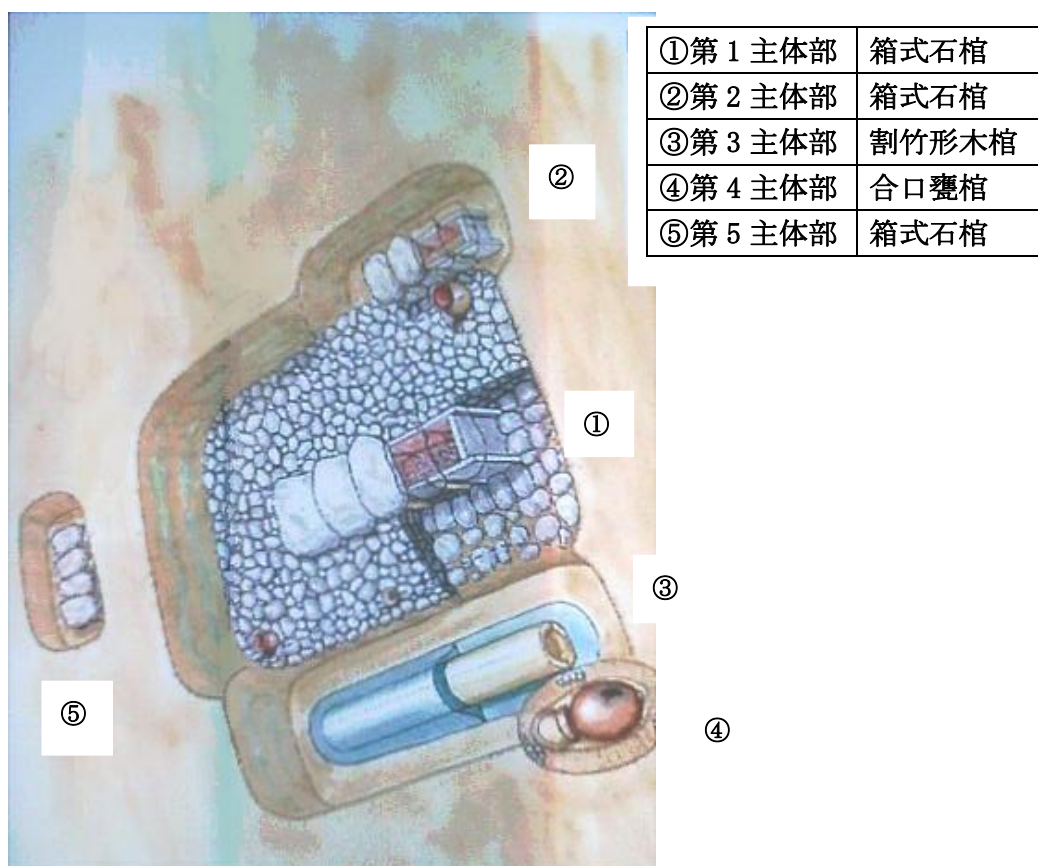 ①第１主体部 箱式石棺
②第２主体部 箱式石棺
③第３主体部 割竹形木棺
④第４主体部 合口甕棺
⑤第５主体部 箱式石棺
②
①
③
⑤
④